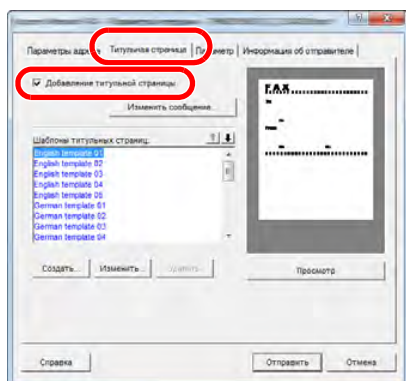 Параметры адреса Титульная страница Параметр Информация об отправителе
Добавление титульной страницы
Изменить сообщение...
Шаблоны титульных страниц:
English template 01
English template 02
English template 03
English template 04
English template 05
German template 01
German template 02
German template 03
German template 04
FAX
Создать... Изменить... Удалить...
Просмотр
Справка Отправить Отмена